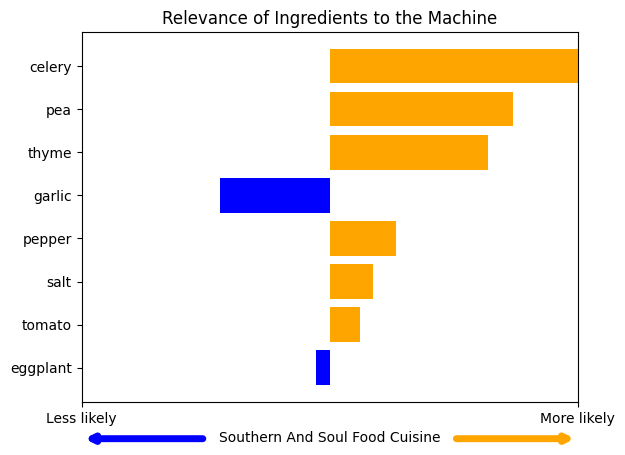 Relevance of Ingredients to the Machine
celery
pea
thyme
garlic
pepper
salt
tomato
eggplant
Less likely More likely
Southern And Soul Food Cuisine